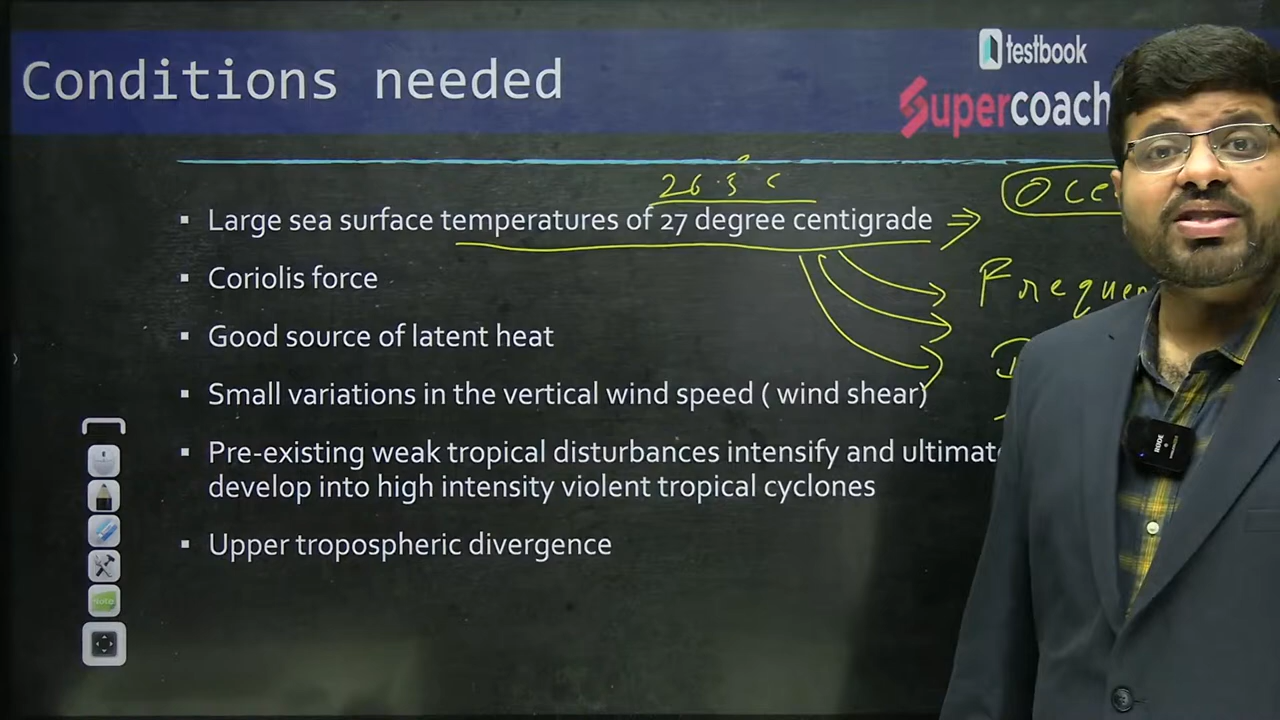 Conditions needed
testbook
Supercoach
26.5°C
▪ Large sea surface temperatures of 27 degree centigrade ⇒
▪ Coriolis force
▪ Good source of latent heat
▪ Small variations in the vertical wind speed ( wind shear)
▪ Pre-existing weak tropical disturbances intensify and
develop into high intensity violent tropical cyclones
▪ Upper tropospheric divergence
RODE